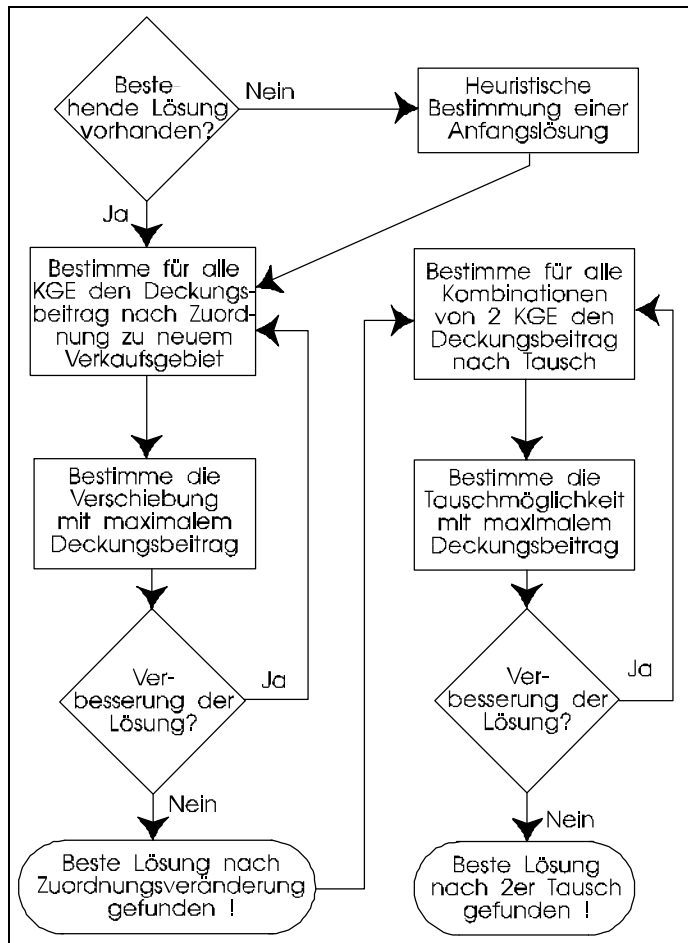 Beste-
hende Lösung
vorhanden?
Nein
Heuristische
Bestimmung einer
Anfangslösung
Ja
Bestimme für alle
KGE den Deckungs-
beitrag nach Zuord-
nung zu neuem
Verkaufsgebiet
Bestimme die
Verschiebung
mit maximalem
Deckungsbeitrag
Ver-
besserung der
Lösung?
Ja
Nein
Beste Lösung nach
Zuordnungsveränderung
gefunden !
Bestimme für alle
Kombinationen
von 2 KGE den
Deckungsbeitrag
nach Tausch
Bestimme die
Tauschmöglichkeit
mit maximalem
Deckungsbeitrag
Ver-
besserung der
Lösung?
Ja
Nein
Beste Lösung
nach 2er Tausch
gefunden !